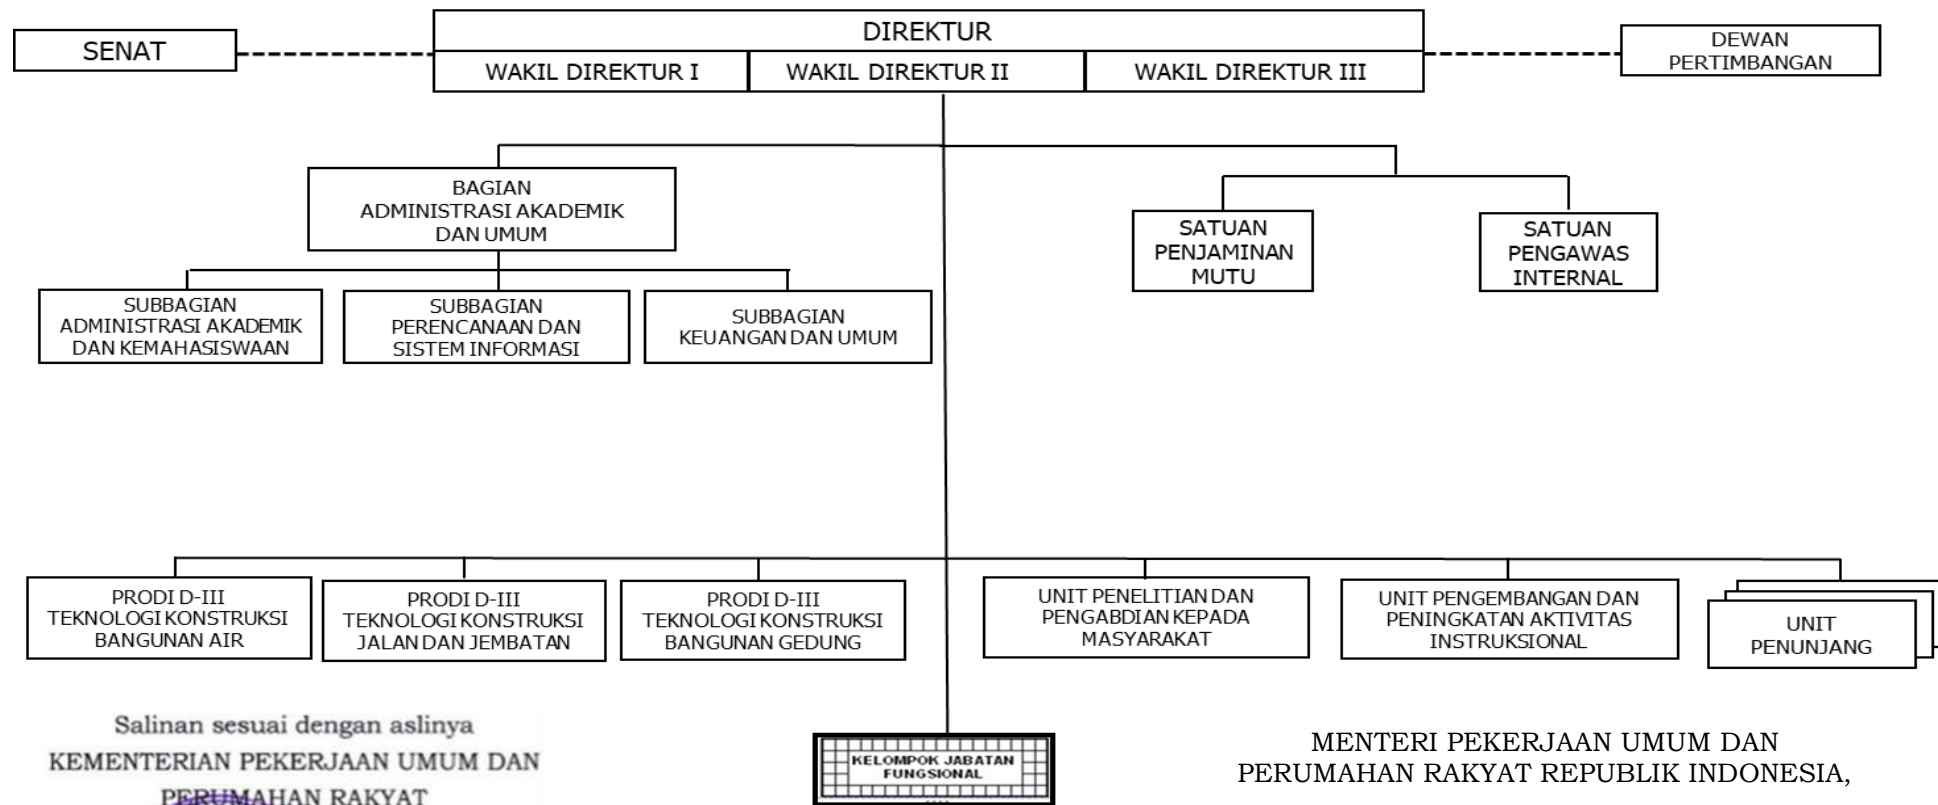 SENAT
DIREKTUR
WAKIL DIREKTUR I
WAKIL DIREKTUR II
WAKIL DIREKTUR III
DEWAN
PERTIMBANGAN
BAGIAN
ADMINISTRASI AKADEMIK
DAN UMUM
SATUAN
PENJAMINAN
MUTU
SATUAN
PENGAWAS
INTERNAL
SUBBAGIAN
ADMINISTRASI AKADEMIK
DAN KEMAHASISWAAN
SUBBAGIAN
PERENCANAAN DAN
SISTEM INFORMASI
SUBBAGIAN
KEUANGAN DAN UMUM
PRODI D-III
TEKNOLOGI KONSTRUKSI
BANGUNAN AIR
PRODI D-III
TEKNOLOGI KONSTRUKSI
JALAN DAN JEMBATAN
PRODI D-III
TEKNOLOGI KONSTRUKSI
BANGUNAN GEDUNG
UNIT PENELITIAN DAN
PENGABDIAN KEPADA
MASYARAKAT
UNIT PENGEMBANGAN DAN
PENINGKATAN AKTIVITAS
INSTRUKSIONAL
UNIT
PENUNJANG
Salinan sesuai dengan aslinya
KEMENTERIAN PEKERJAAN UMUM DAN
PERUMAHAN RAKYAT
KELOMPOK JABATAN
FUNGSIONAL
MENTERI PEKERJAAN UMUM DAN
PERUMAHAN RAKYAT REPUBLIK INDONESIA,